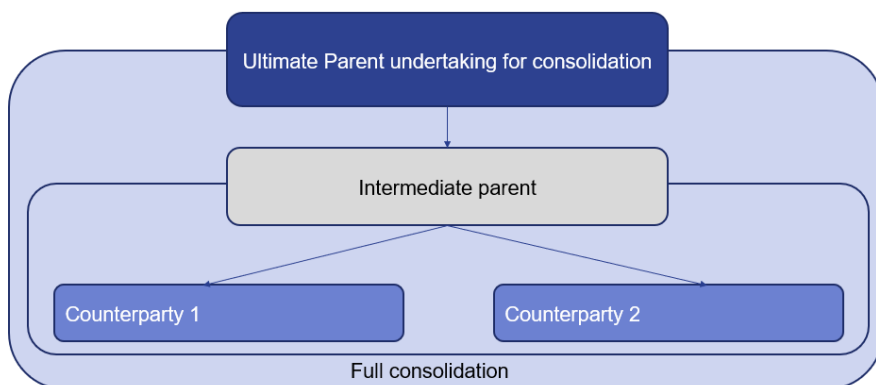 Ultimate Parent undertaking for consolidation
Intermediate parent
Counterparty 1
Counterparty 2
Full consolidation